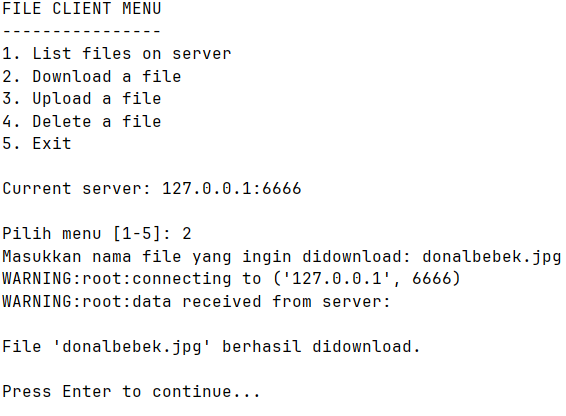 FILE CLIENT MENU
----------------
1. List files on server
2. Download a file
3. Upload a file
4. Delete a file
5. Exit
Current server: 127.0.0.1:6666
Pilih menu [1-5]: 2
Masukkan nama file yang ingin didownload: donalbebek.jpg
WARNING:root:connecting to ('127.0.0.1', 6666)
WARNING:root:data received from server:
File 'donalbebek.jpg' berhasil didownload.
Press Enter to continue...